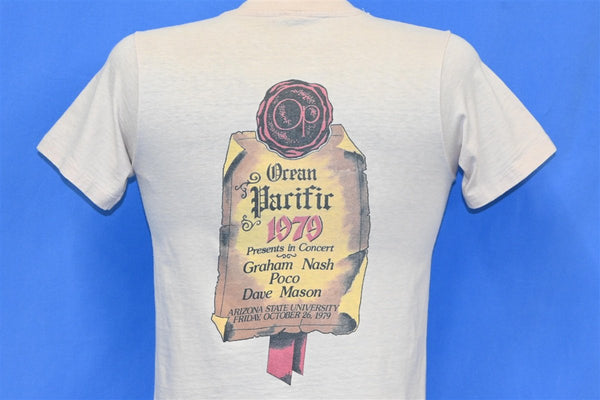 Op
Ocean
Pacific
1979
Presents in Concert
Graham Nash
Poco
Dave Mason
ARIZONA STATE UNIVERSITY
FRIDAY, OCTOBER 26, 1979